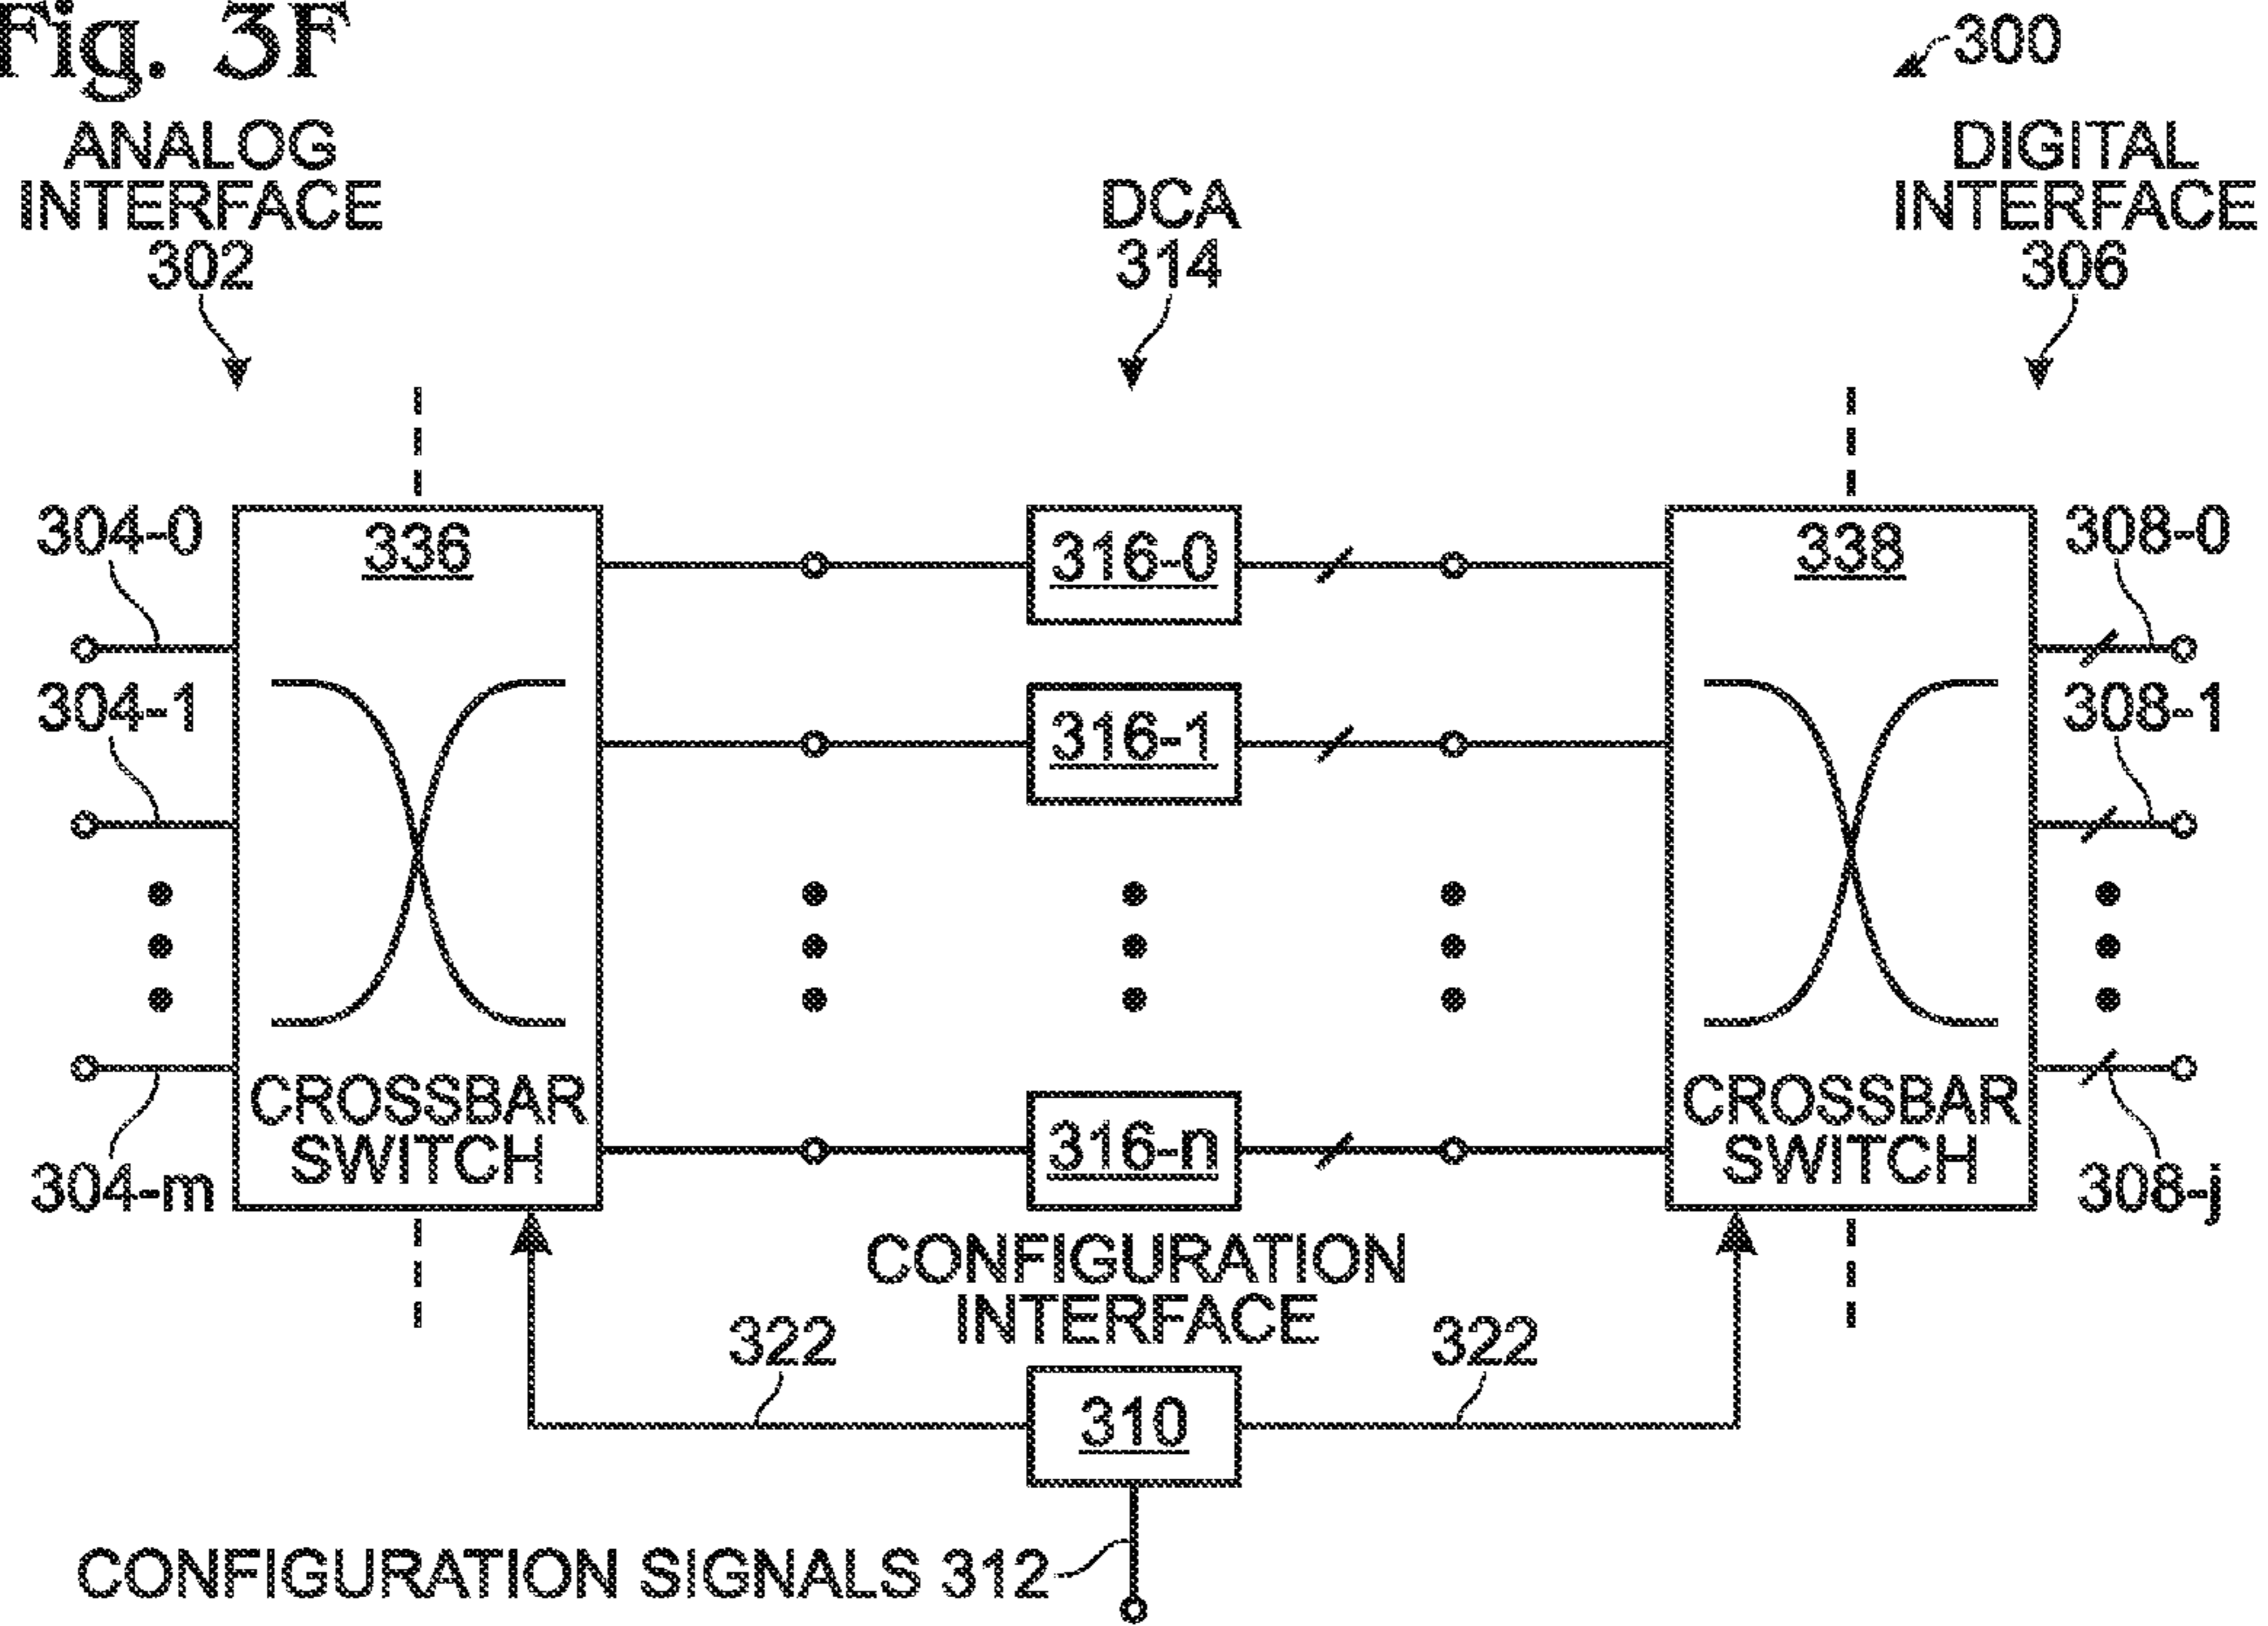 Fig. 3F
300
ANALOG
INTERFACE
302
DCA
314
DIGITAL
INTERFACE
306
304-0
336
316-0
338
308-0
304-1
316-1
308-1
CROSSBAR
SWITCH
304-m
316-n
CROSSBAR
SWITCH
308-j
CONFIGURATION
INTERFACE
322
322
310
CONFIGURATION SIGNALS 312